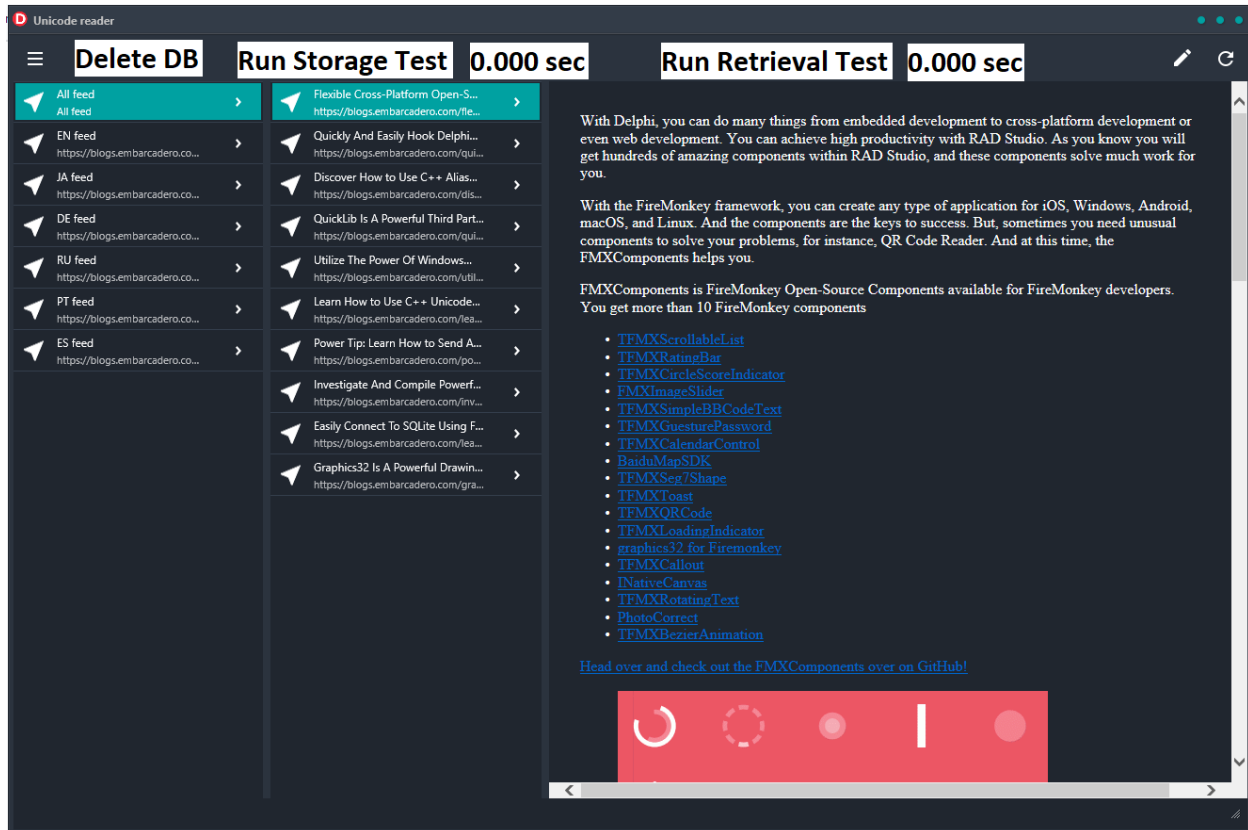 Unicode reader
Delete DB
Run Storage Test
0.000 sec
Run Retrieval Test
0.000 sec
All feed
All feed
EN feed
https://blogs.embarcadero.co...
JA feed
https://blogs.embarcadero.co...
DE feed
https://blogs.embarcadero.co...
RU feed
https://blogs.embarcadero.co...
PT feed
https://blogs.embarcadero.co...
ES feed
https://blogs.embarcadero.co...
Flexible Cross-Platform Open-S...
https://blogs.embarcadero.com/fle...
Quickly And Easily Hook Delphi...
https://blogs.embarcadero.com/qui...
Discover How to Use C++ Alias...
https://blogs.embarcadero.com/dis...
QuickLib Is A Powerful Third Part...
https://blogs.embarcadero.com/qui...
Utilize The Power Of Windows...
https://blogs.embarcadero.com/util...
Learn How to Use C++ Unicode...
https://blogs.embarcadero.com/lea...
Power Tip: Learn How to Send A...
https://blogs.embarcadero.com/po...
Investigate And Compile Powerf...
https://blogs.embarcadero.com/inv...
Easily Connect To SQLite Using F...
https://blogs.embarcadero.com/lea...
Graphics32 Is A Powerful Drawin...
https://blogs.embarcadero.com/gra...
With Delphi, you can do many things from embedded development to cross-platform development or
even web development. You can achieve high productivity with RAD Studio. As you know you will
get hundreds of amazing components within RAD Studio, and these components solve much work for
you.
With the FireMonkey framework, you can create any type of application for iOS, Windows, Android,
macOS, and Linux. And the components are the keys to success. But, sometimes you need unusual
components to solve your problems, for instance, QR Code Reader. And at this time, the
FMXComponents helps you.
FMXComponents is FireMonkey Open-Source Components available for FireMonkey developers.
You get more than 10 FireMonkey components
• TFMXScrollableList
• TFMXRatingBar
• TFMXCircleScoreIndicator
• FMXImageSlider
• TFMXSimpleBBCodeText
• TFMXGuesturePassword
• TFMXCalendarControl
• BaiduMapSDK
• TFMXSeg7Shape
• TFMXToast
• TFMXQRCode
• TFMXLoadingIndicator
• graphics32 for Firemonkey
• TFMXCallout
• INativeCanvas
• TFMXRotatingText
• PhotoCorrect
• TFMXBezierAnimation
Head over and check out the FMXComponents over on GitHub!